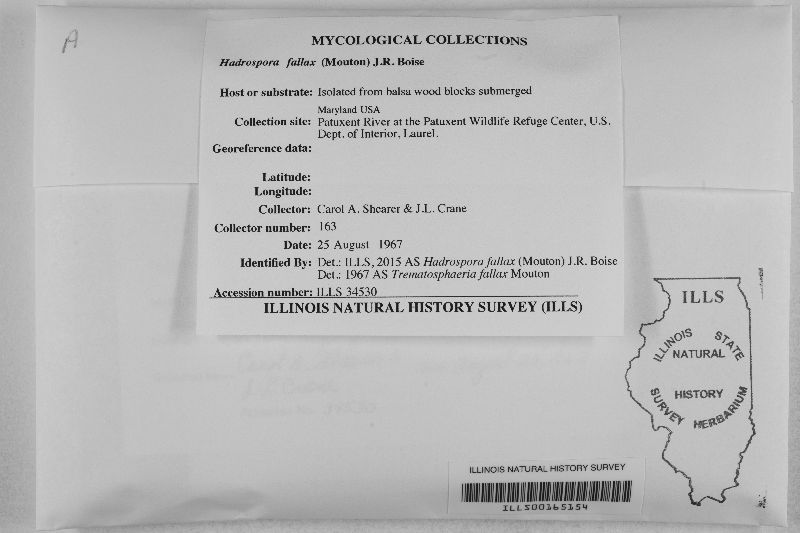 A
MYCOLOGICAL COLLECTIONS
Hadrospora fallax (Mouton) J.R. Boise
Host or substrate: Isolated from balsa wood blocks submerged
Maryland USA
Collection site: Patuxent River at the Patuxent Wildlife Refuge Center, U.S.
Dept. of Interior, Laurel.
Georeference data:
Latitude:
Longitude:
Collector: Carol A. Shearer & J.L. Crane
Collector number: 163
Date: 25 August 1967
Identified By: Det.: ILLS, 2015 AS Hadrospora fallax (Mouton) J.R. Boise
Det.: 1967 AS Trematosphaeria fallax Mouton
Accession number: ILLS 34530
ILLINOIS NATURAL HISTORY SURVEY (ILLS)
ILLS
ILLINOIS STATE
NATURAL
HISTORY
SURVEY HERBARIUM
ILLINOIS NATURAL HISTORY SURVEY
ILLS00165154